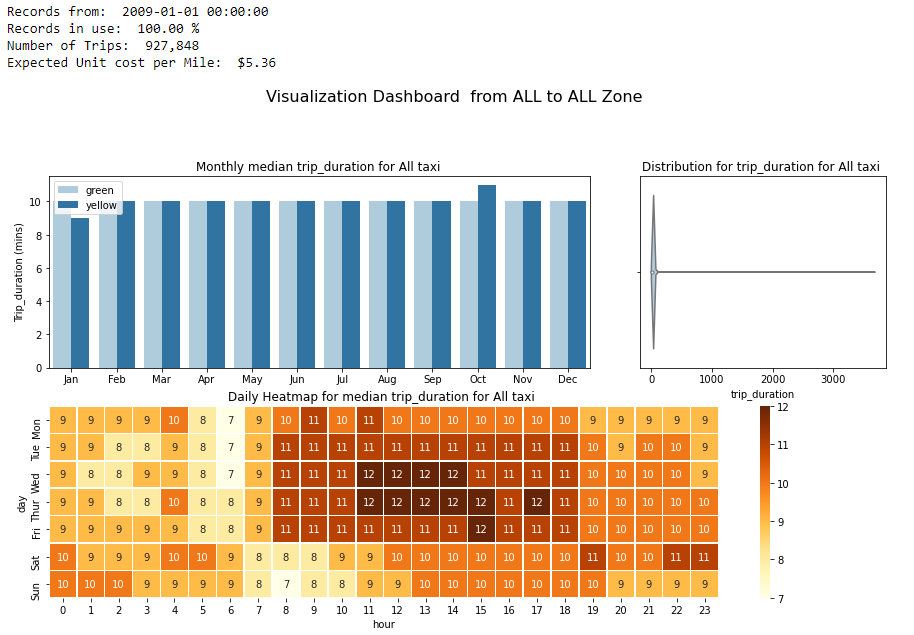 Records from:  2009-01-01 00:00:00
Records in use:  100.00 %
Number of Trips:  927,848
Expected Unit cost per Mile:  $5.36
Visualization Dashboard  from ALL to ALL Zone
Monthly median trip_duration for All taxi
green
yellow
10
8
6
4
2
0
Trip_duration (mins)
Jan Feb Mar Apr May Jun Jul Aug Sep Oct Nov Dec
Distribution for trip_duration for All taxi
0 1000 2000 3000
trip_duration
Daily Heatmap for median trip_duration for All taxi
day
Mon 9 9 9 9 10 8 7 9 10 11 10 11 10 10 10 10 10 10 10 9 9 9 9 9
Tue 9 9 8 8 9 8 7 9 11 11 11 11 11 11 11 11 11 11 11 10 9 10 10 9
Wed 9 8 8 9 9 8 7 9 11 11 11 12 12 12 12 11 11 11 11 10 10 10 10 9
Thur 9 9 8 8 10 8 8 9 11 11 11 12 12 12 12 12 11 12 11 10 10 10 10 10
Fri 9 9 9 9 9 8 8 9 11 11 11 11 11 11 11 12 11 11 11 10 10 10 10 10
Sat 10 9 9 9 10 10 9 8 8 8 9 9 10 10 10 10 10 10 10 11 10 10 11 11
Sun 10 10 10 9 9 9 9 8 7 8 8 9 9 10 10 10 10 10 10 10 9 9 9 9
0 1 2 3 4 5 6 7 8 9 10 11 12 13 14 15 16 17 18 19 20 21 22 23
hour
12
11
10
9
8
7